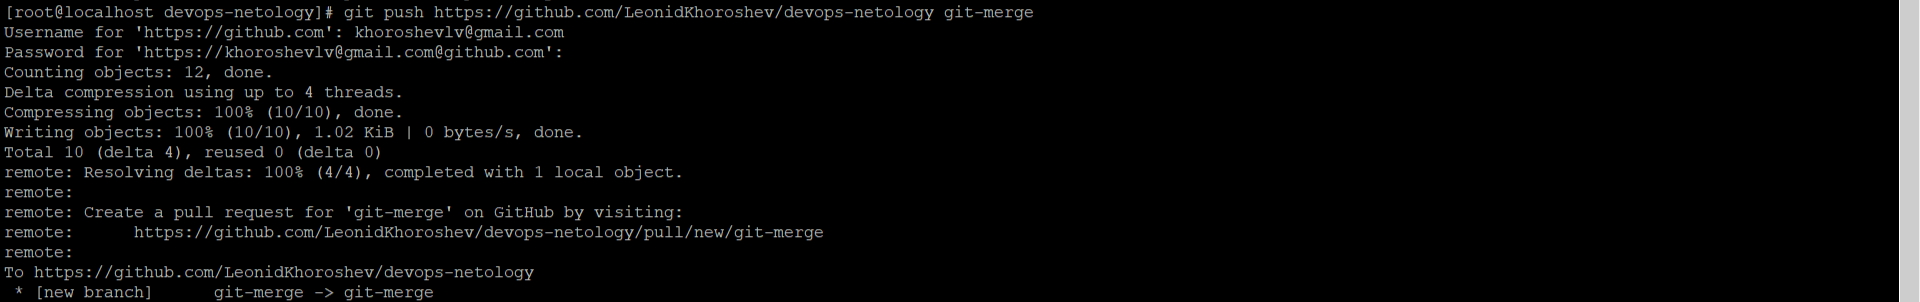 [root@localhost devops-netology]# git push https://github.com/LeonidKhoroshev/devops-netology git-merge
Username for 'https://github.com': khoroshevlv@gmail.com
Password for 'https://khoroshevlv@gmail.com@github.com':
Counting objects: 12, done.
Delta compression using up to 4 threads.
Compressing objects: 100% (10/10), done.
Writing objects: 100% (10/10), 1.02 KiB | 0 bytes/s, done.
Total 10 (delta 4), reused 0 (delta 0)
remote: Resolving deltas: 100% (4/4), completed with 1 local object.
remote:
remote: Create a pull request for 'git-merge' on GitHub by visiting:
remote:      https://github.com/LeonidKhoroshev/devops-netology/pull/new/git-merge
remote:
To https://github.com/LeonidKhoroshev/devops-netology
 * [new branch]      git-merge -> git-merge